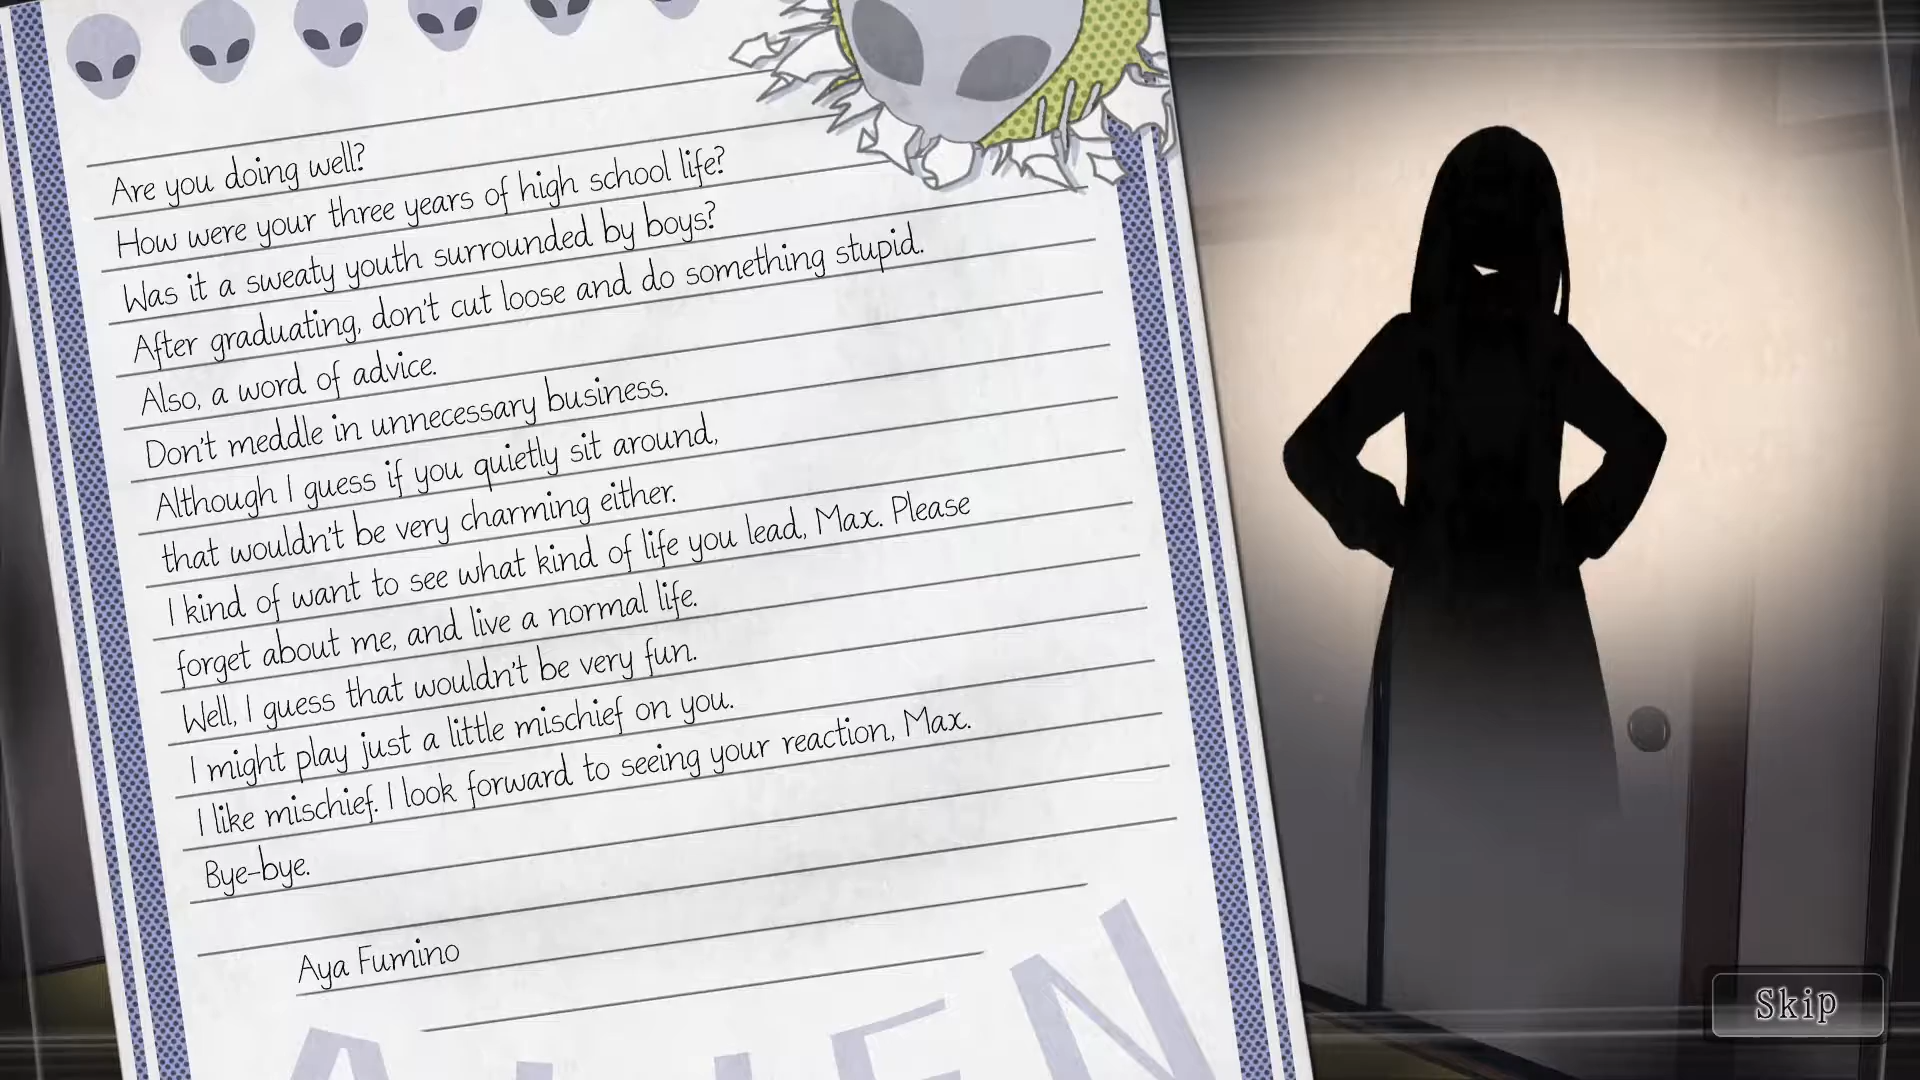 Are you doing well?
How were your three years of high school life?
Was it a sweaty youth surrounded by boys?
After graduating, don't cut loose and do something stupid.
Also, a word of advice.
Don't meddle in unnecessary business.
Although I guess if you quietly sit around,
that wouldn't be very charming either.
I kind of want to see what kind of life you lead, Max. Please
forget about me, and live a normal life.
Well, I guess that wouldn't be very fun.
I might play just a little mischief on you.
I like mischief. I look forward to seeing your reaction, Max.
Bye-bye.
Aya Fumino
ALIEN
Skip